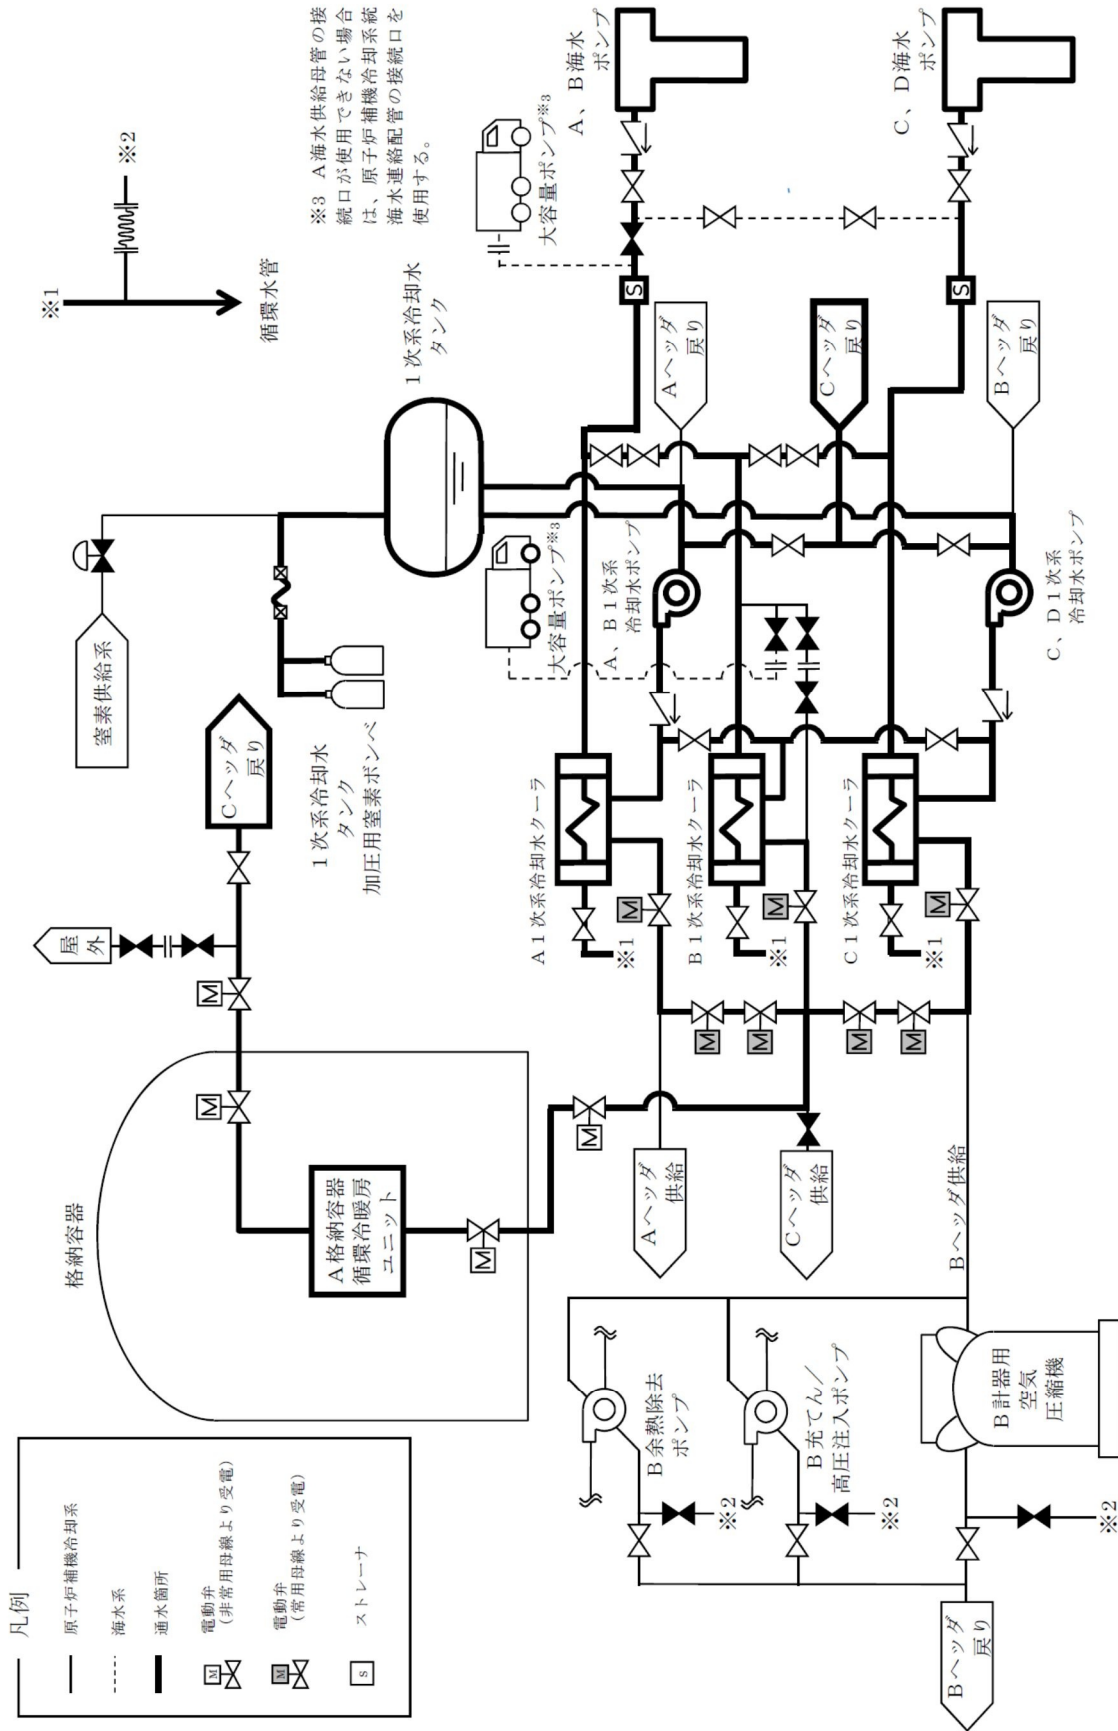 凡例
原子炉補機冷却系
海水系
通水箇所
M
電動弁
(非常用母線より受電)
M
電動弁
(常用母線より受電)
S
ストレーナ
格納容器
A格納容器
循環冷暖房
ユニット
M
M
M
M
屋
外
Cヘッダ
戻り
窒素供給系
1次系冷却水
タンク
加圧用窒素ボンベ
1次系冷却水
タンク
※1
※2
循環水管
※3 A海水供給母管の接
続口が使用できない場合
は、原子炉補機冷却系統
海水連絡配管の接続口を
使用する。
大容量ポンプ※3
A、B海水
ポンプ
S
大容量ポンプ※3
A、B1次系
冷却水ポンプ
Aヘッダ
戻り
Cヘッダ
戻り
C、D海水
ポンプ
S
Bヘッダ
戻り
C、D1次系
冷却水ポンプ
A1次系冷却水クーラ
M
※1
B1次系冷却水クーラ
M
※1
C1次系冷却水クーラ
M
※1
M
M
M
M
Aヘッダ
供給
Cヘッダ
供給
Bヘッダ供給
B余熱除去
ポンプ
※2
B充てん/
高圧注入ポンプ
※2
B計器用
空気
圧縮機
※2
Bヘッダ
戻り